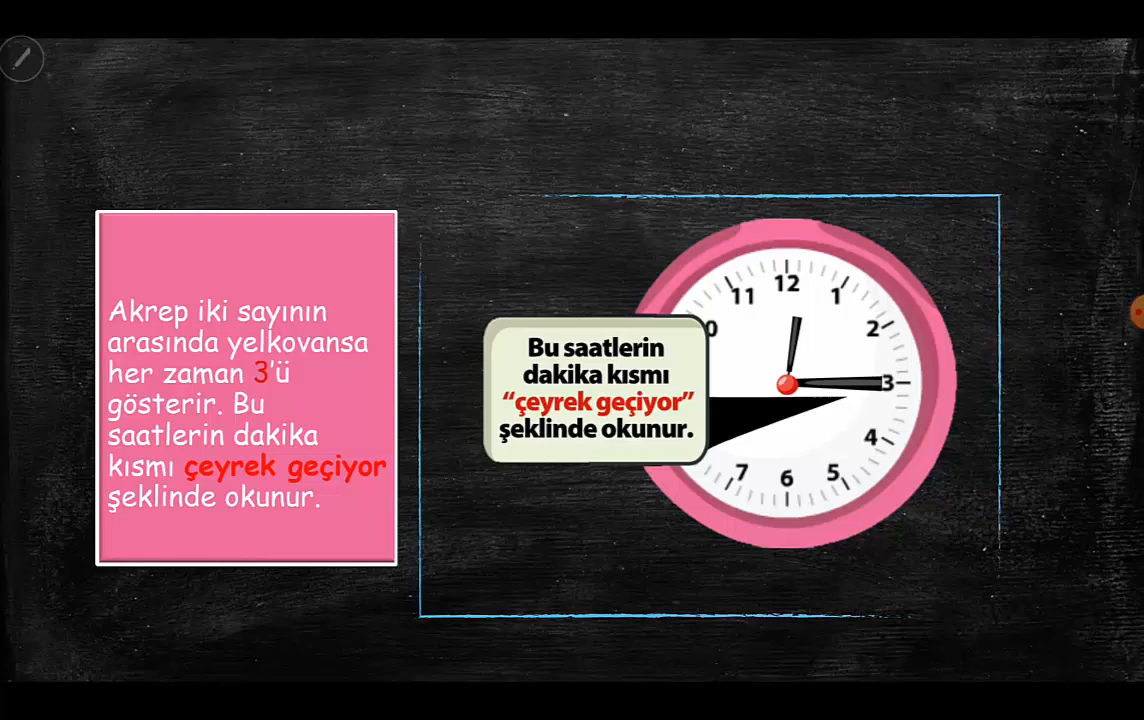 Akrep iki sayının
arasında yelkovansa
her zaman 3'ü
gösterir. Bu
saatlerin dakika
kısmı çeyrek geçiyor
şeklinde okunur.
Bu saatlerin
dakika kısmı
“çeyrek geçiyor”
şeklinde okunur.
12
11
1
0
2
3
4
7
5
6